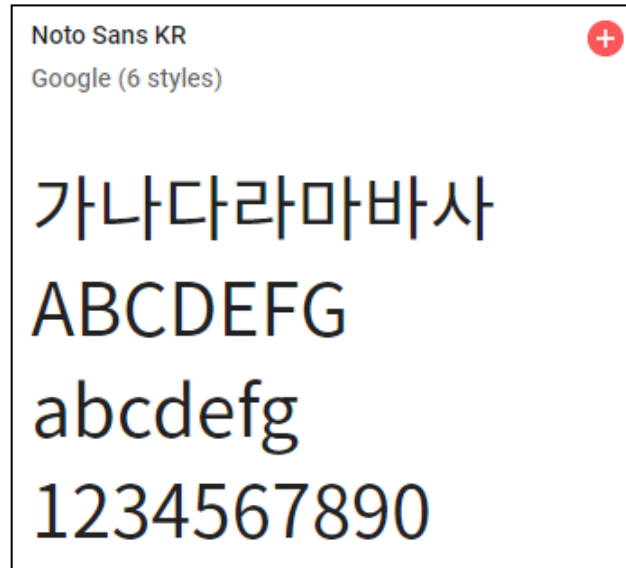 Noto Sans KR
Google (6 styles)
가나다라마바사
ABCDEFG
abcdefg
1234567890